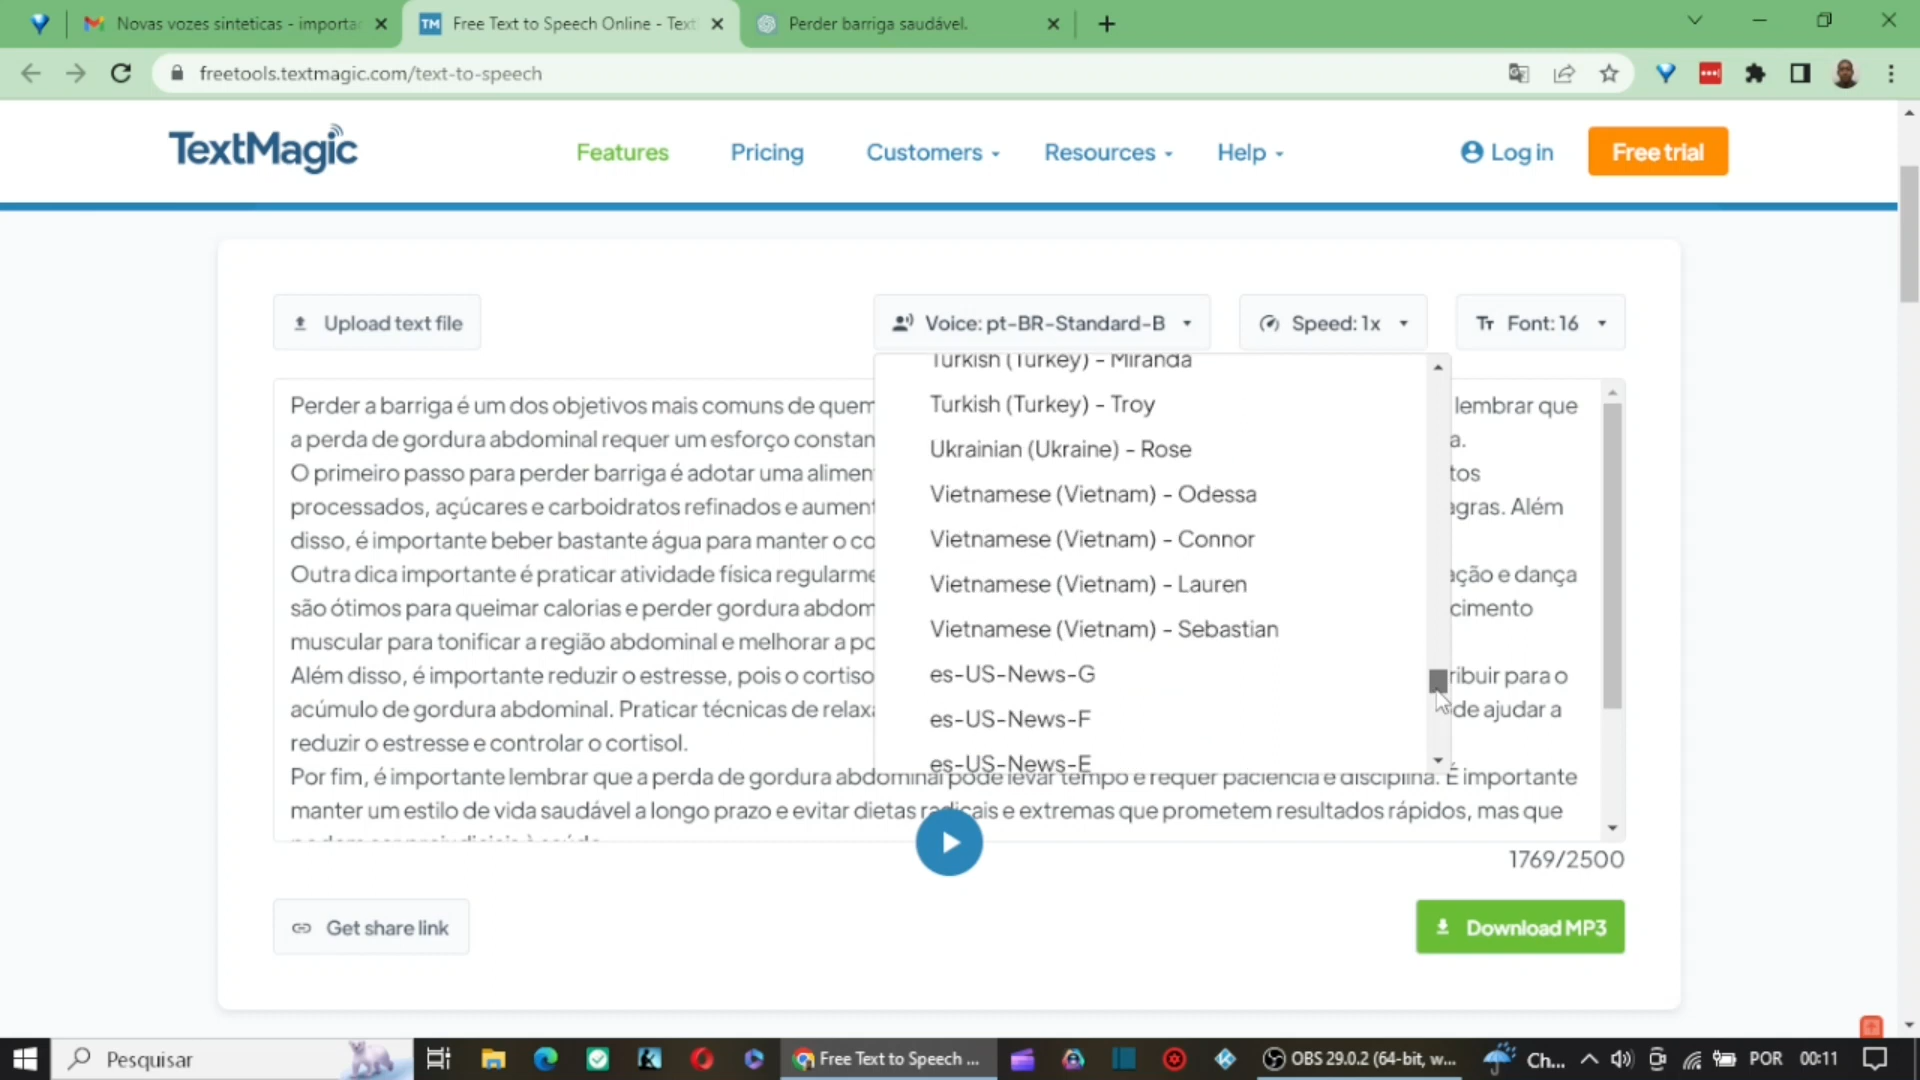 Novas vozes sinteticas - importa
TM Free Text to Speech Online - Text
Perder barriga saudável.
freetools.textmagic.com/text-to-speech
TextMagic
Features
Pricing
Customers
Resources
Help
Log in
Free trial
Upload text file
Voice: pt-BR-Standard-B
Speed: 1x
Tт Font: 16
Turkish (Turkey) - Miranda
Turkish (Turkey) - Troy
Ukrainian (Ukraine) - Rose
Vietnamese (Vietnam) - Odessa
Vietnamese (Vietnam) - Connor
Vietnamese (Vietnam) - Lauren
Vietnamese (Vietnam) - Sebastian
es-US-News-G
es-US-News-F
es-US-News-E
Perder a barriga é um dos objetivos mais comuns de quem lembrar que
a perda de gordura abdominal requer um esforço constan a.
O primeiro passo para perder barriga é adotar uma alimen tos
processados, açúcares e carboidratos refinados e aument agras. Além
disso, é importante beber bastante água para manter o co
Outra dica importante é praticar atividade física regularme ação e dança
são ótimos para queimar calorias e perder gordura abdom cimento
muscular para tonificar a região abdominal e melhorar a po
Além disso, é importante reduzir o estresse, pois o cortiso ribuir para o
acúmulo de gordura abdominal. Praticar técnicas de relaxa de ajudar a
reduzir o estresse e controlar o cortisol.
Por fim, é importante lembrar que a perda de gordura abdominal pode levar tempo e requer paciência e disciplina. É importante
manter um estilo de vida saudável a longo prazo e evitar dietas radicais e extremas que prometem resultados rápidos, mas que
1769/2500
Get share link
Download MP3
Pesquisar
Free Text to Speech ...
OBS 29.0.2 (64-bit, w...
Ch...
POR
00:11